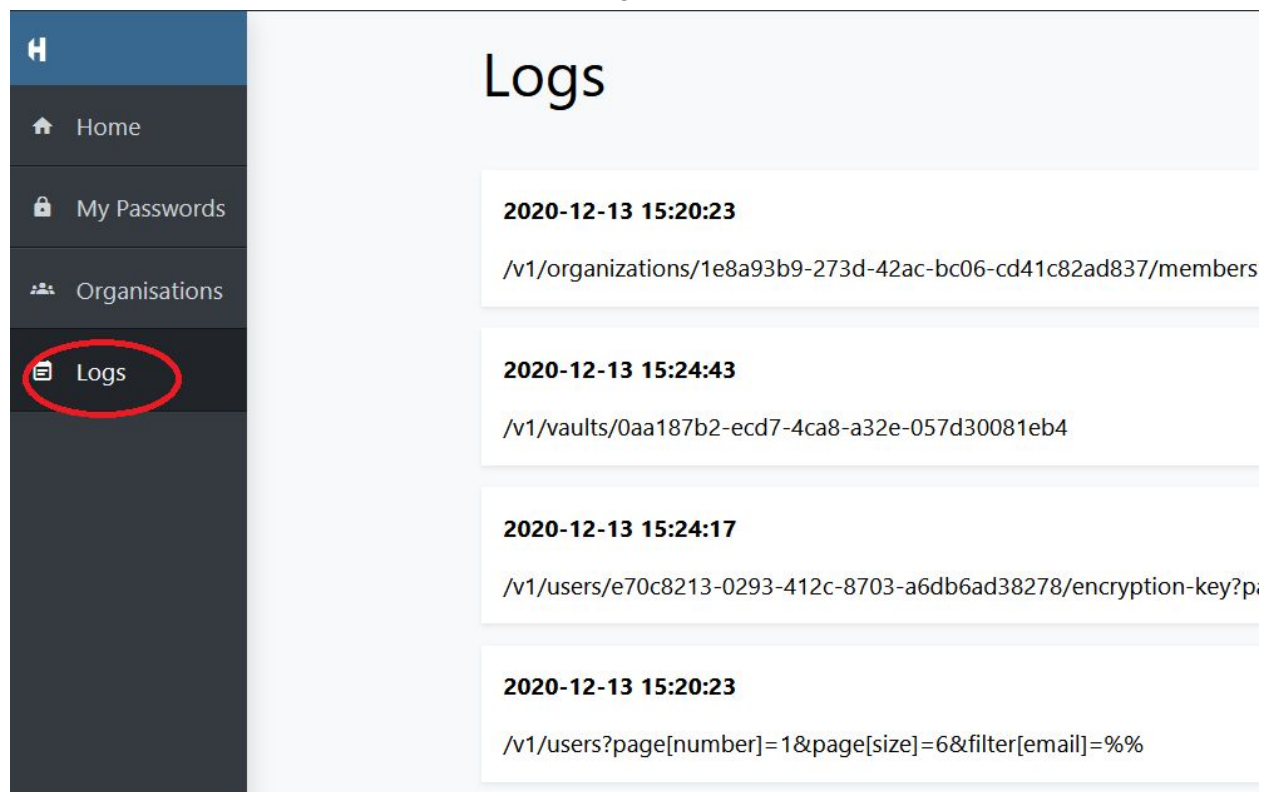 H
Home
My Passwords
Organisations
Logs
Logs
2020-12-13 15:20:23
/v1/organizations/1e8a93b9-273d-42ac-bc06-cd41c82ad837/members
2020-12-13 15:24:43
/v1/vaults/0aa187b2-ecd7-4ca8-a32e-057d30081eb4
2020-12-13 15:24:17
/v1/users/e70c8213-0293-412c-8703-a6db6ad38278/encryption-key?pa
2020-12-13 15:20:23
/v1/users?page[number]=1&page[size]=6&filter[email]=%%